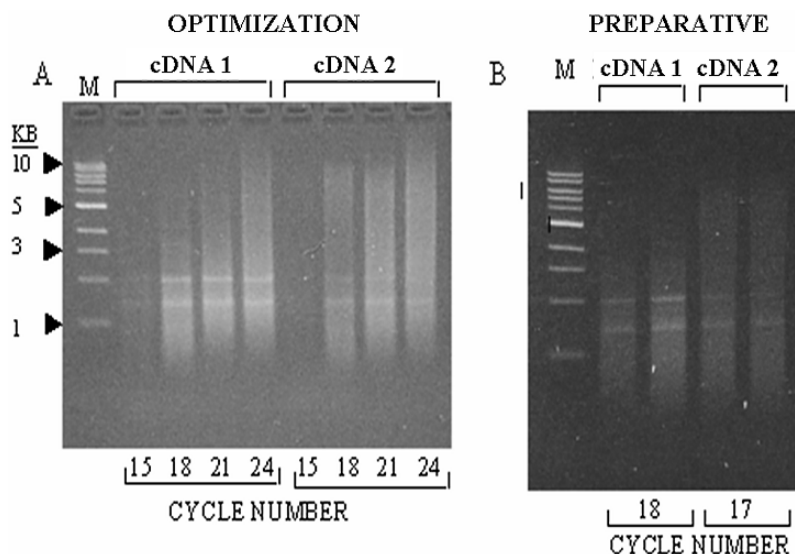 OPTIMIZATION
PREPARATIVE
A
M
cDNA 1
cDNA 2
KB
10
5
3
1
15 18 21 24
15 18 21 24
CYCLE NUMBER
B
M
cDNA 1
cDNA 2
18
17
CYCLE NUMBER